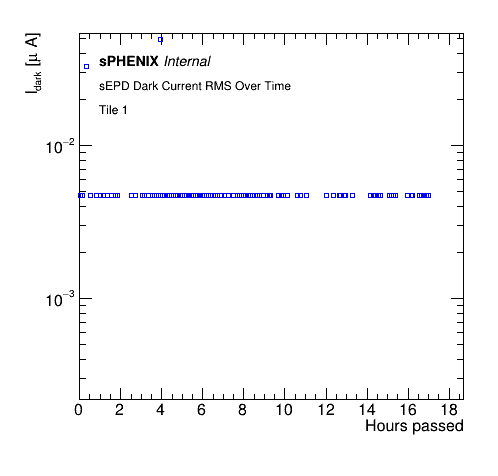 I_dark [μ A]
sPHENIX Internal
sEPD Dark Current RMS Over Time
Tile 1
10⁻²
10⁻³
0 2 4 6 8 10 12 14 16 18
Hours passed